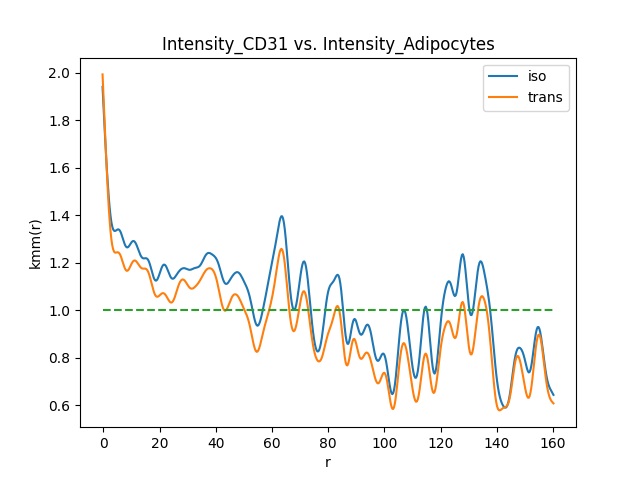 Intensity_CD31 vs. Intensity_Adipocytes
iso
trans
2.0
1.8
1.6
1.4
1.2
1.0
0.8
0.6
kmm(r)
0 20 40 60 80 100 120 140 160
r